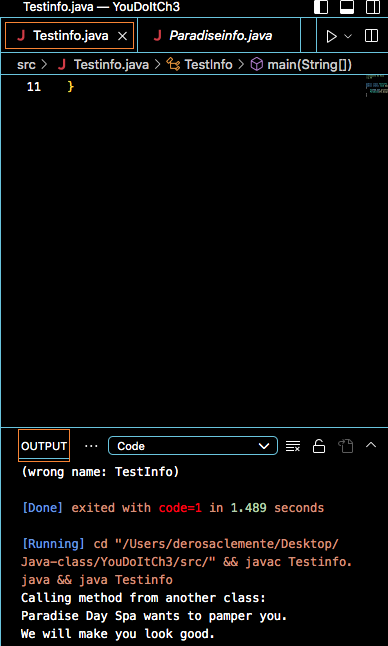 Testinfo.java — YouDoItCh3
Testinfo.java
Paradiseinfo.java
src > Testinfo.java > TestInfo > main(String[])
11 }
OUTPUT ... Code
(wrong name: TestInfo)
[Done] exited with code=1 in 1.489 seconds
[Running] cd "/Users/derosaclemente/Desktop/
Java-class/YouDoItCh3/src/" && javac Testinfo.
java && java Testinfo
Calling method from another class:
Paradise Day Spa wants to pamper you.
We will make you look good.